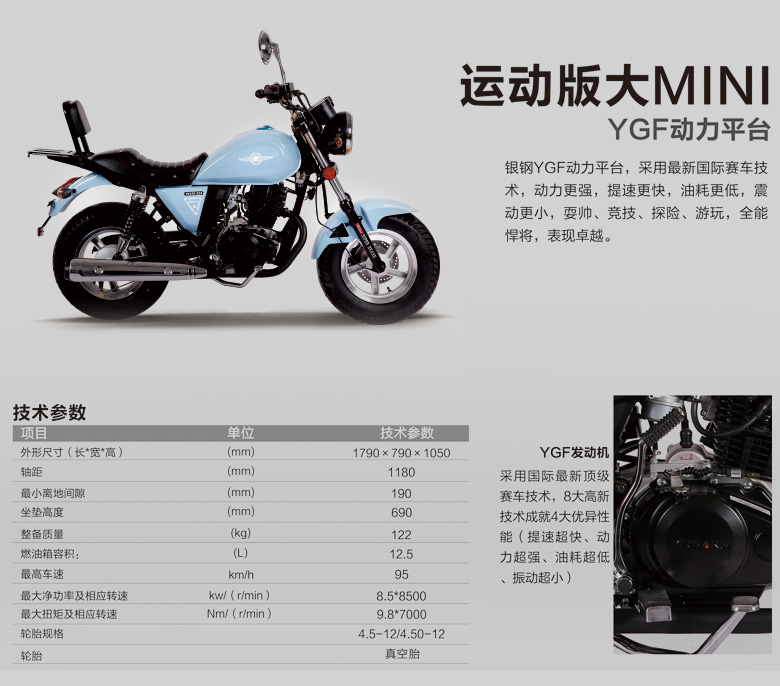 运动版大MINI
YGF动力平台
银钢YGF动力平台，采用最新国际赛车技
术，动力更强，提速更快，油耗更低，震
动更小，耍帅、竞技、探险、游玩，全能
悍将，表现卓越。
技术参数
项目 单位 技术参数
外形尺寸（长*宽*高） (mm) 1790×790×1050
轴距 (mm) 1180
最小离地间隙 (mm) 190
坐垫高度 (mm) 690
整备质量 (kg) 122
燃油箱容积； (L) 12.5
最高车速 km/h 95
最大净功率及相应转速 kw/（r/min） 8.5*8500
最大扭矩及相应转速 Nm/（r/min） 9.8*7000
轮胎规格 4.5-12/4.50-12
轮胎 真空胎
YGF发动机
采用国际最新顶级
赛车技术，8大高新
技术成就4大优异性
能（提速超快、动
力超强、油耗超低
、振动超小）